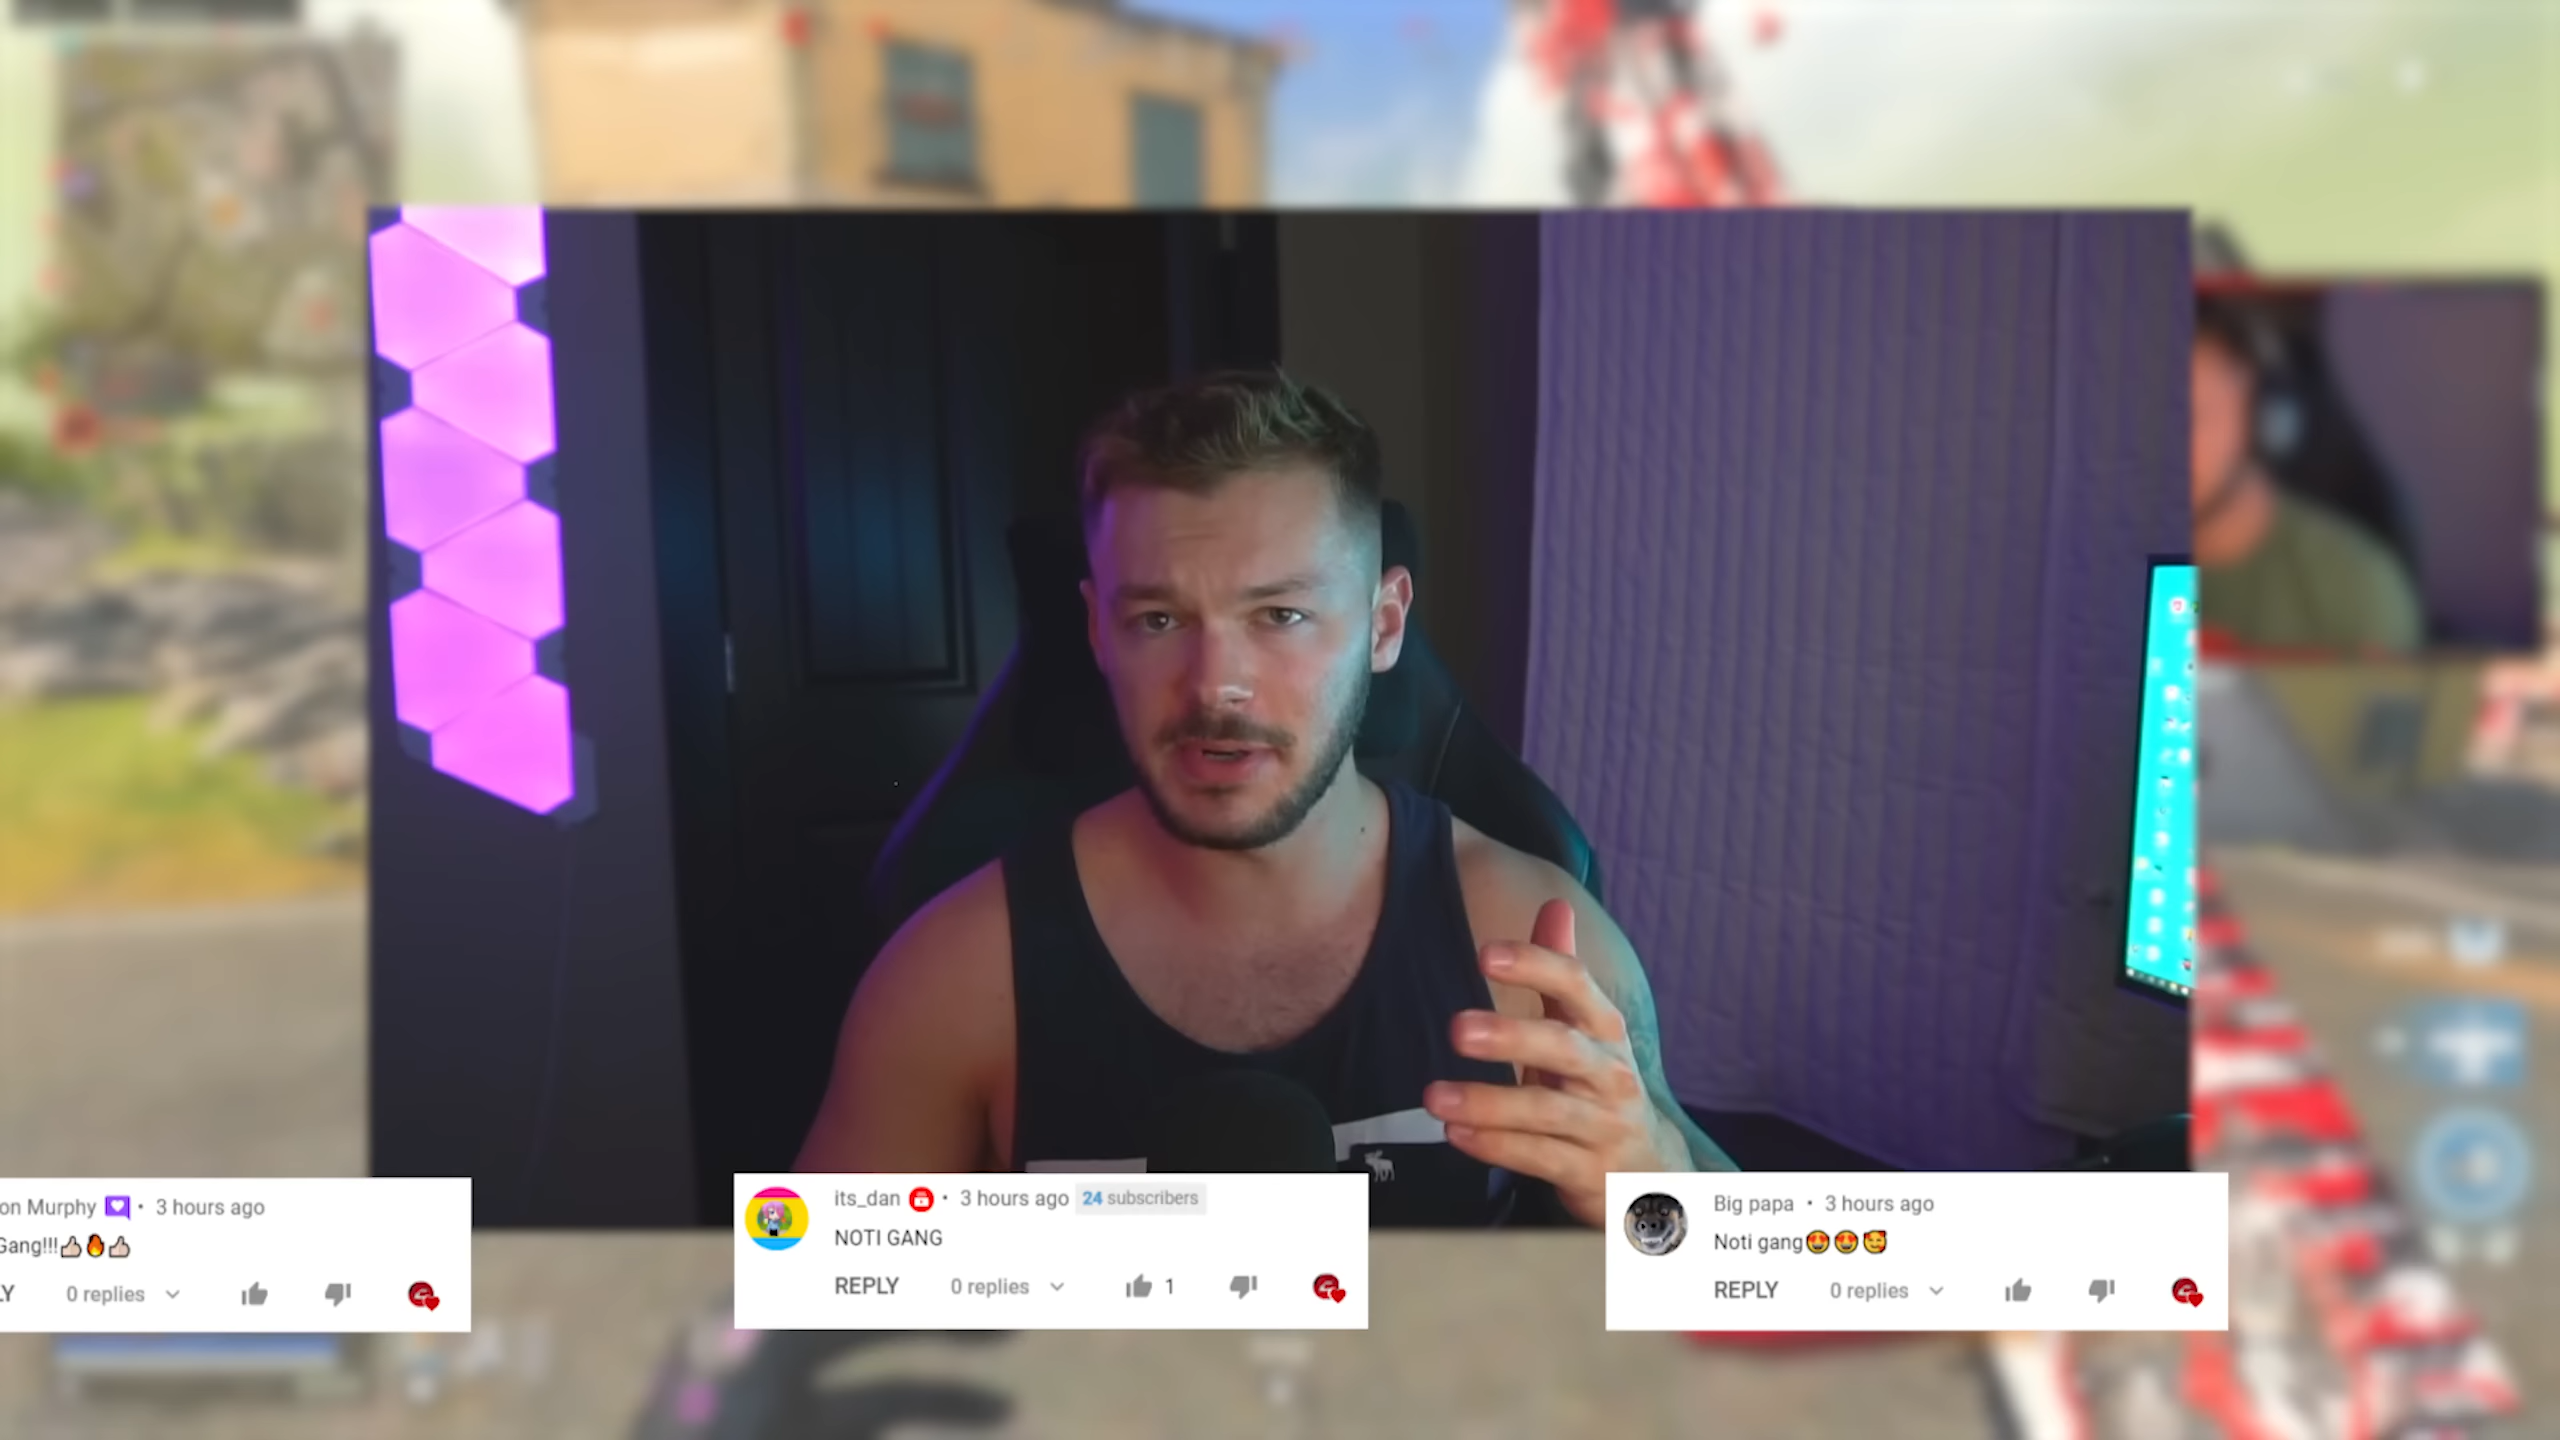 on Murphy • 3 hours ago
Gang!!!👍🔥👍
LY 0 replies
its_dan • 3 hours ago 24 subscribers
NOTI GANG
REPLY 0 replies 1
Big papa • 3 hours ago
Noti gang😍😍🥰
REPLY 0 replies